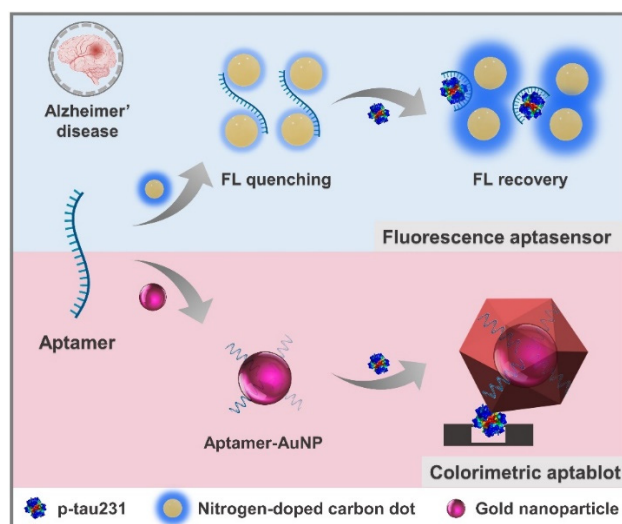 Alzheimer'
disease
FL quenching
FL recovery
Fluorescence aptasensor
Aptamer
Aptamer-AuNP
Colorimetric aptablot
p-tau231
Nitrogen-doped carbon dot
Gold nanoparticle